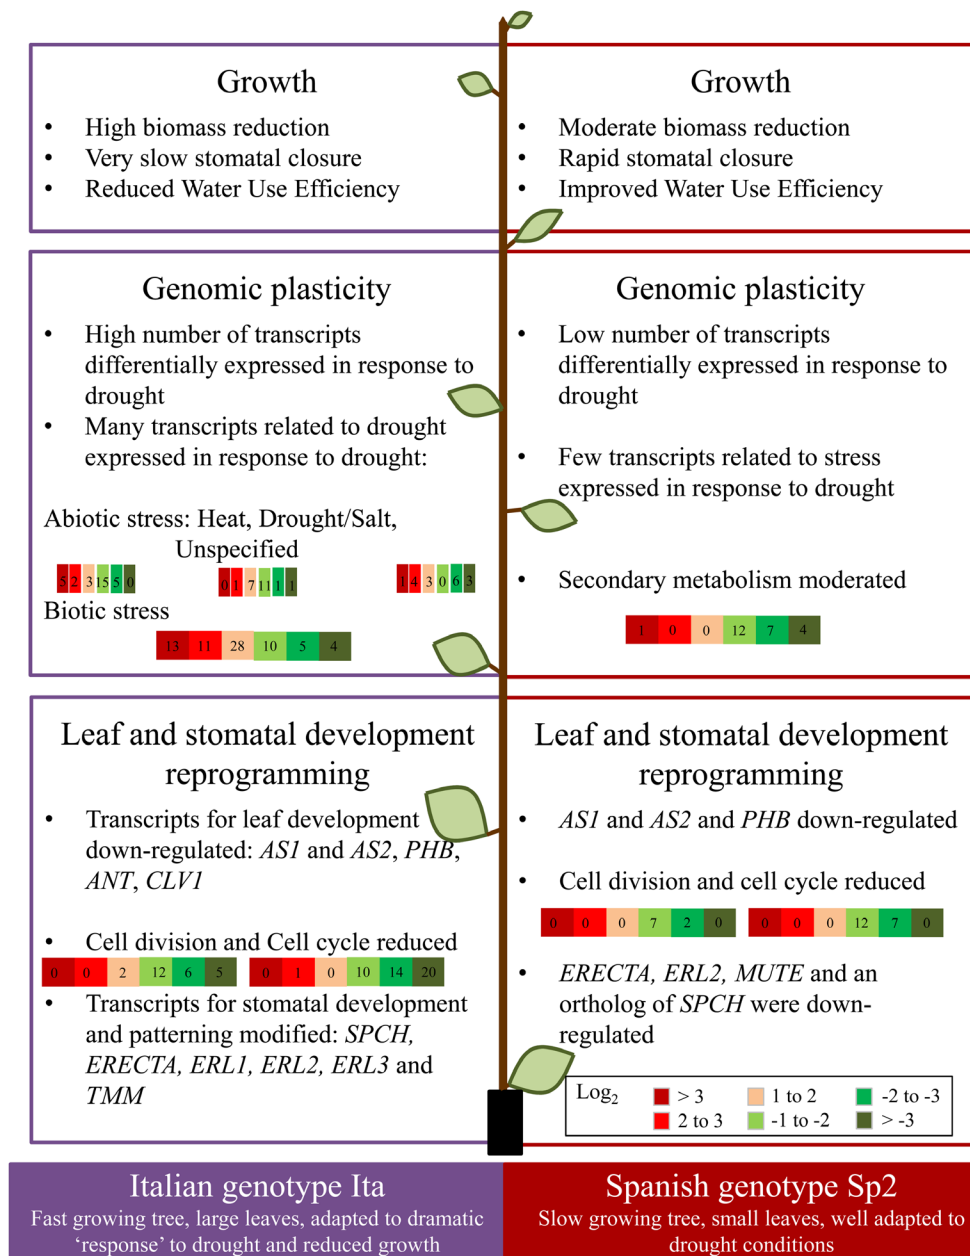 Growth
• High biomass reduction
• Very slow stomatal closure
• Reduced Water Use Efficiency
Growth
• Moderate biomass reduction
• Rapid stomatal closure
• Improved Water Use Efficiency
Genomic plasticity
• High number of transcripts
differentially expressed in response to
drought
• Many transcripts related to drought
expressed in response to drought:
Abiotic stress: Heat, Drought/Salt,
Unspecified
5 2 3 15 5 0
0 1 7 11 1 1
1 4 3 0 6 3
Biotic stress
13 11 28 10 5 4
Genomic plasticity
• Low number of transcripts
differentially expressed in response to
drought
• Few transcripts related to stress
expressed in response to drought
• Secondary metabolism moderated
1 0 0 12 7 4
Leaf and stomatal development
reprogramming
• Transcripts for leaf development
down-regulated: AS1 and AS2, PHB,
ANT, CLV1
• Cell division and Cell cycle reduced
0 0 2 12 6 5
0 1 0 10 14 20
• Transcripts for stomatal development
and patterning modified: SPCH,
ERECTA, ERL1, ERL2, ERL3 and
TMM
Leaf and stomatal development
reprogramming
• AS1 and AS2 and PHB down-regulated
• Cell division and cell cycle reduced
0 0 0 7 2 0
0 0 0 12 7 0
• ERECTA, ERL2, MUTE and an
ortholog of SPCH were down-
regulated
Log2
> 3
1 to 2
-2 to -3
2 to 3
-1 to -2
> -3
Italian genotype Ita
Fast growing tree, large leaves, adapted to dramatic
‘response’ to drought and reduced growth
Spanish genotype Sp2
Slow growing tree, small leaves, well adapted to
drought conditions